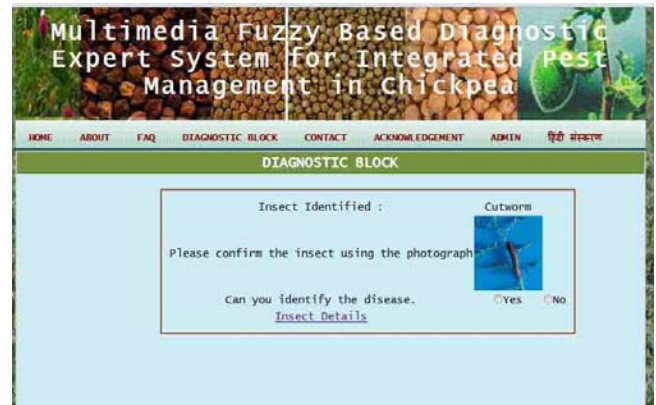 Multimedia Fuzzy Based Diagnostic
Expert System for Integrated Pest
Management in Chickpea
HOME ABOUT FAQ DIAGNOSTIC BLOCK CONTACT ACKNOWLEDGEMENT ADMIN हिंदी संस्करण
DIAGNOSTIC BLOCK
Insect Identified : Cutworm
Please confirm the insect using the photograph
Can you identify the disease. Yes No
Insect Details